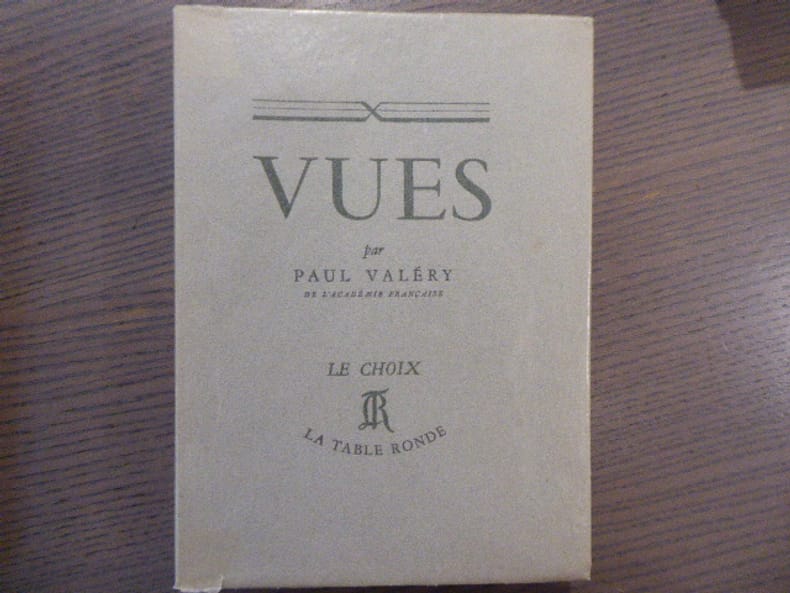 VUES
par
PAUL VALÉRY
DE L'ACADÉMIE FRANÇAISE
LE CHOIX
TR
LA TABLE RONDE